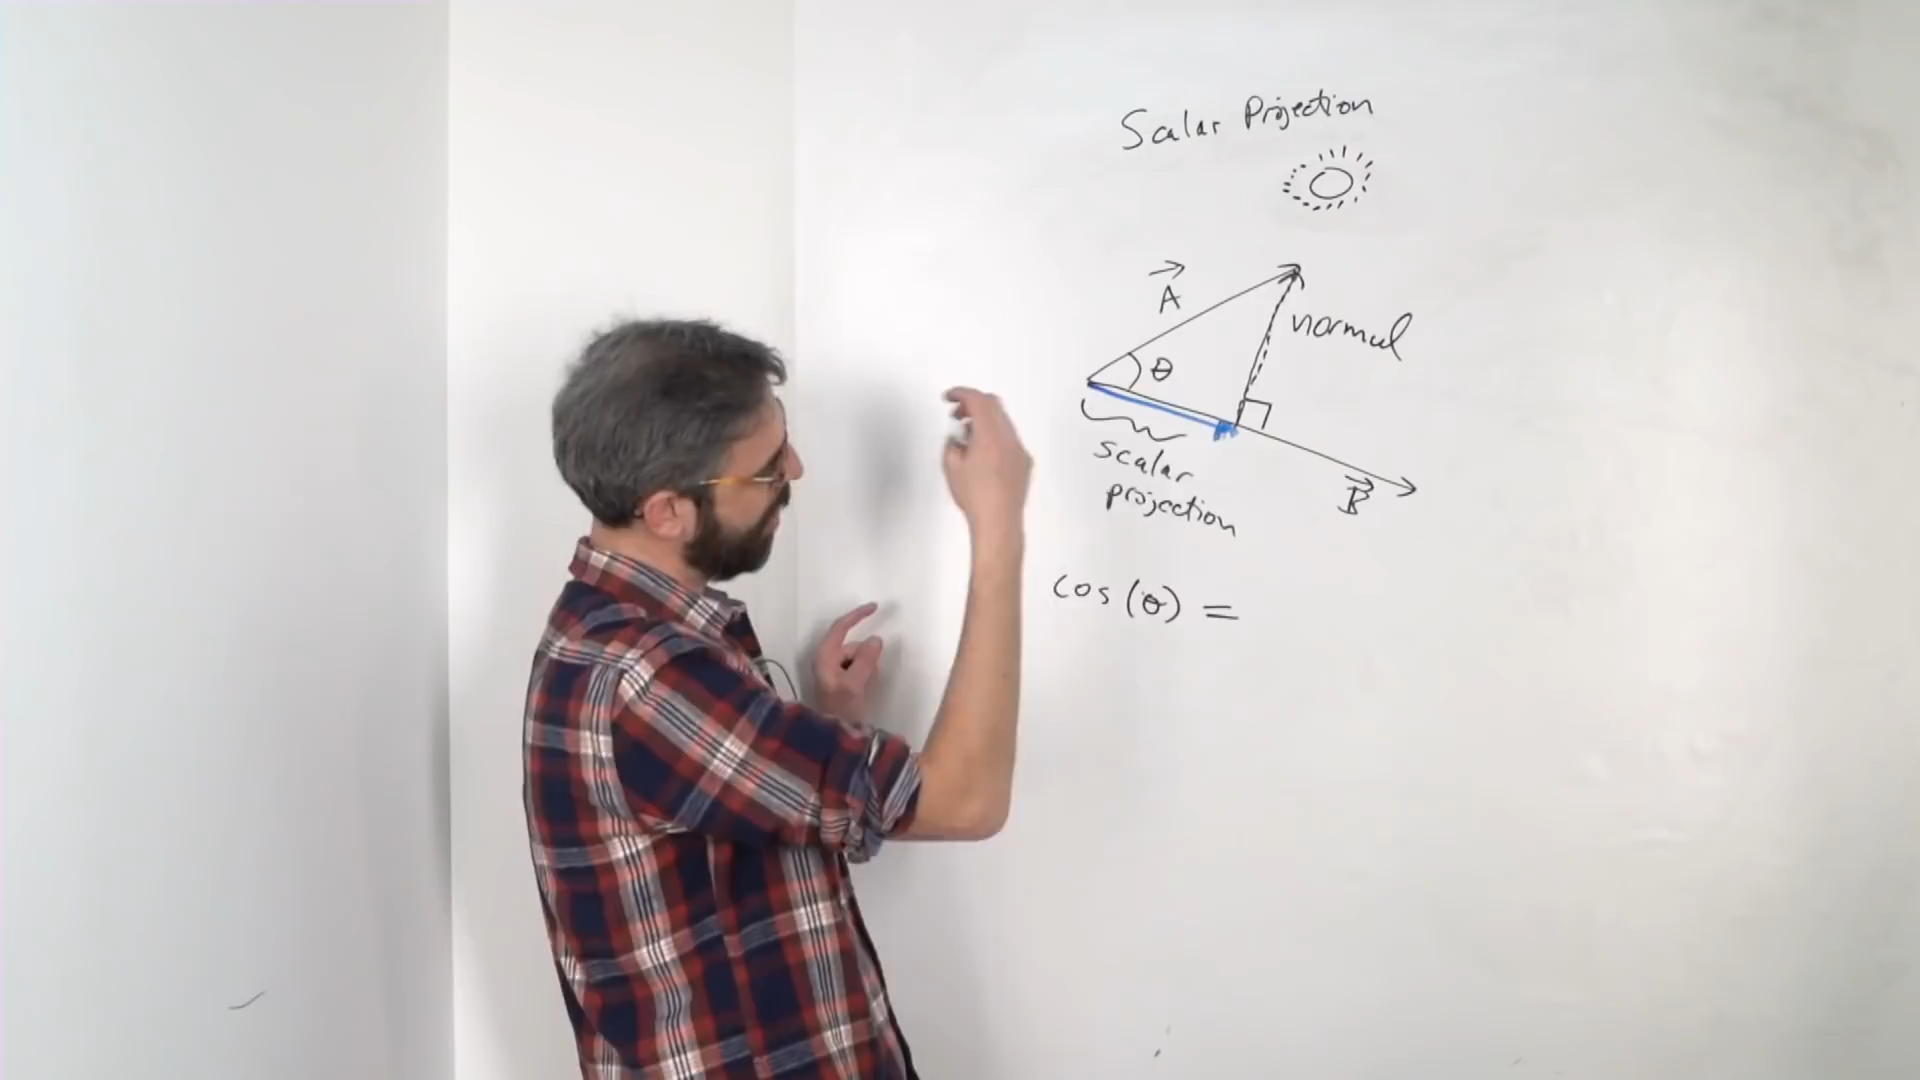 Scalar Projection
A
normal
θ
scalar
projection
B
cos(θ) =